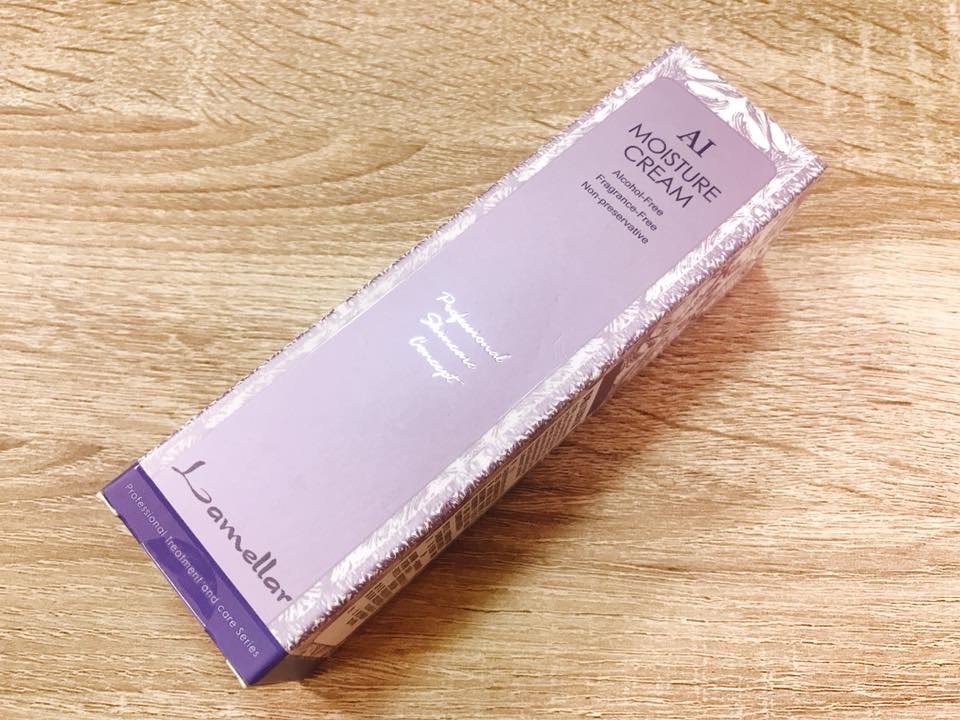 AI
MOISTURE
CREAM
Alcohol-Free
Fragrance-Free
Non-preservative
Professional
Skincare
Concept
Lamellar
Professional Treatment and care Series